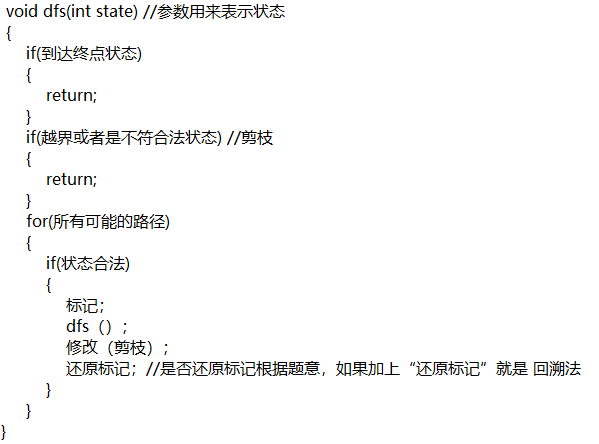 void dfs(int state) //参数用来表示状态
{
if(到达终点状态)
{
return;
}
if(越界或者是不符合法状态) //剪枝
{
return;
}
for(所有可能的路径)
{
if(状态合法)
{
标记;
dfs（）;
修改（剪枝）;
还原标记; //是否还原标记根据题意，如果加上“还原标记”就是 回溯法
}
}
}